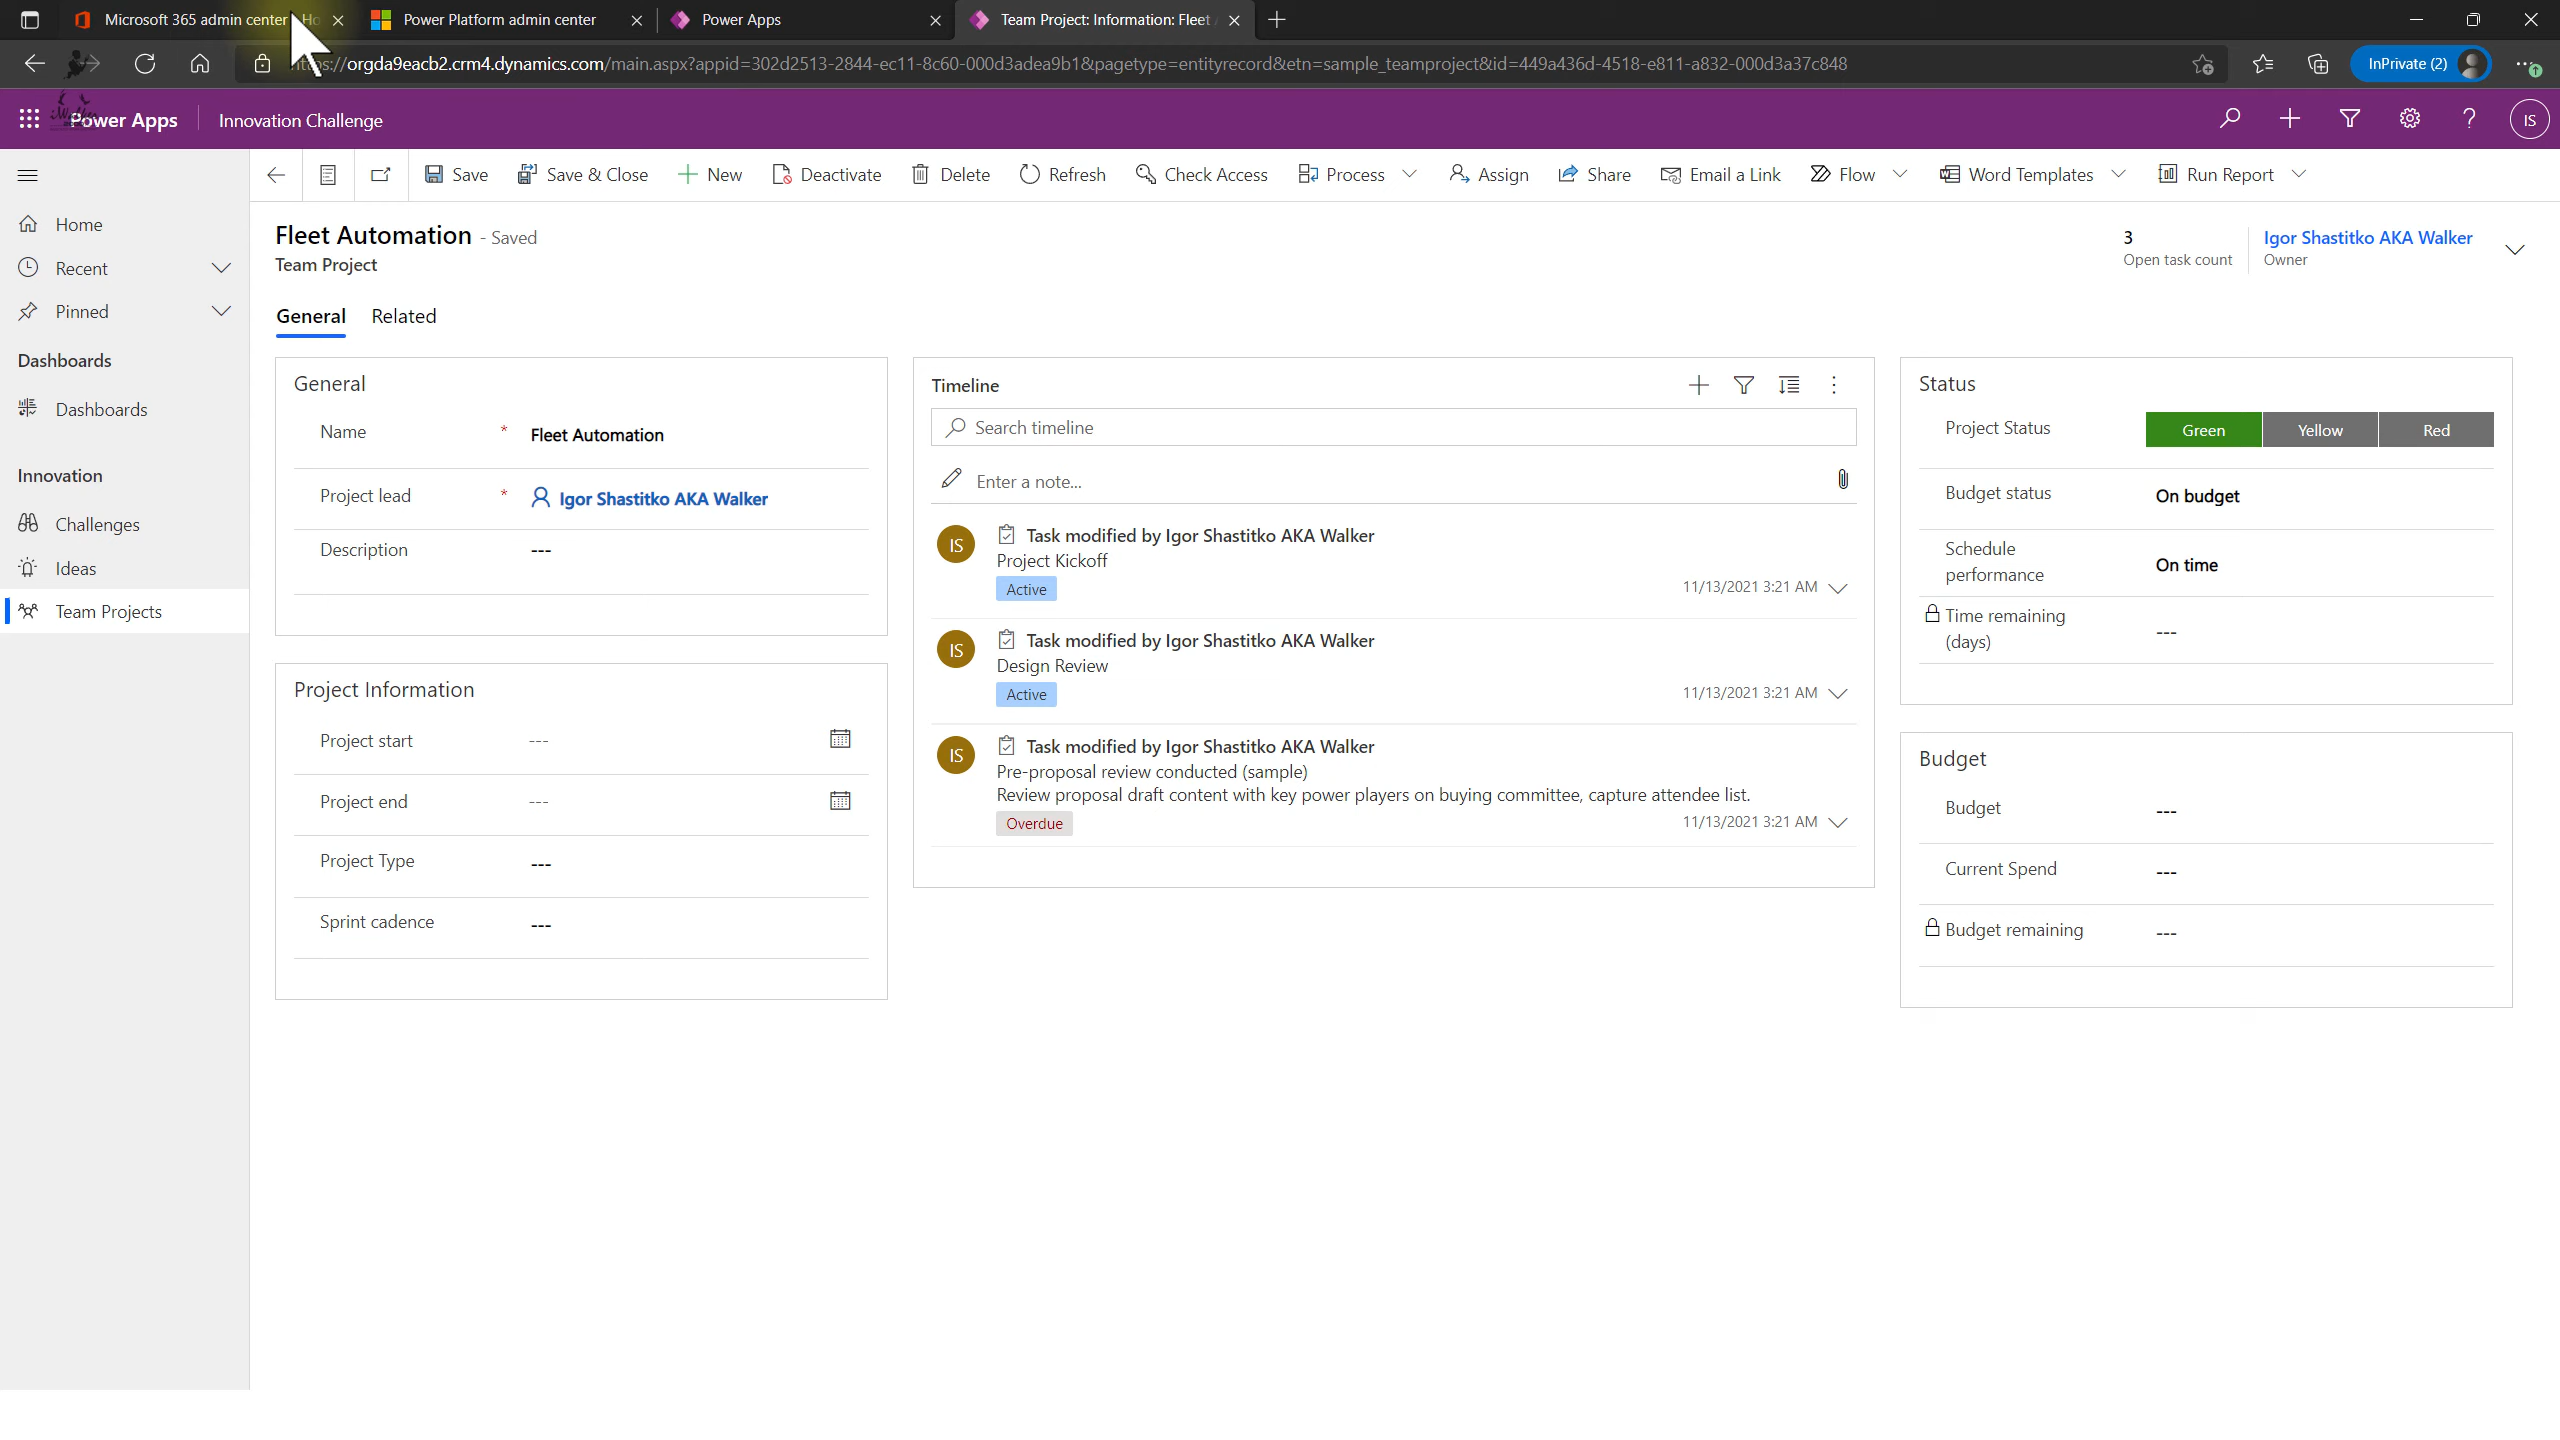 Microsoft 365 admin center
Power Platform admin center
Power Apps
Team Project: Information: Fleet
//orgda9eacb2.crm4.dynamics.com/main.aspx?appid=302d2513-2844-ec11-8c60-000d3adea9b1&pagetype=entityrecord&etn=sample_teamproject&id=449a436d-4518-e811-a832-000d3a37c848
InPrivate (2)
Power Apps
Innovation Challenge
IS
Save
Save & Close
New
Deactivate
Delete
Refresh
Check Access
Process
Assign
Share
Email a Link
Flow
Word Templates
Run Report
Home
Recent
Pinned
Dashboards
Dashboards
Innovation
Challenges
Ideas
Team Projects
Fleet Automation - Saved
Team Project
3
Open task count
Igor Shastitko AKA Walker
Owner
General
Related
General
Name * Fleet Automation
Project lead * Igor Shastitko AKA Walker
Description ---
Project Information
Project start ---
Project end ---
Project Type ---
Sprint cadence ---
Timeline
Search timeline
Enter a note...
IS
Task modified by Igor Shastitko AKA Walker
Project Kickoff
Active
11/13/2021 3:21 AM
IS
Task modified by Igor Shastitko AKA Walker
Design Review
Active
11/13/2021 3:21 AM
IS
Task modified by Igor Shastitko AKA Walker
Pre-proposal review conducted (sample)
Review proposal draft content with key power players on buying committee, capture attendee list.
Overdue
11/13/2021 3:21 AM
Status
Project Status
Green
Yellow
Red
Budget status
On budget
Schedule
performance
On time
Time remaining
(days)
---
Budget
Budget ---
Current Spend ---
Budget remaining ---